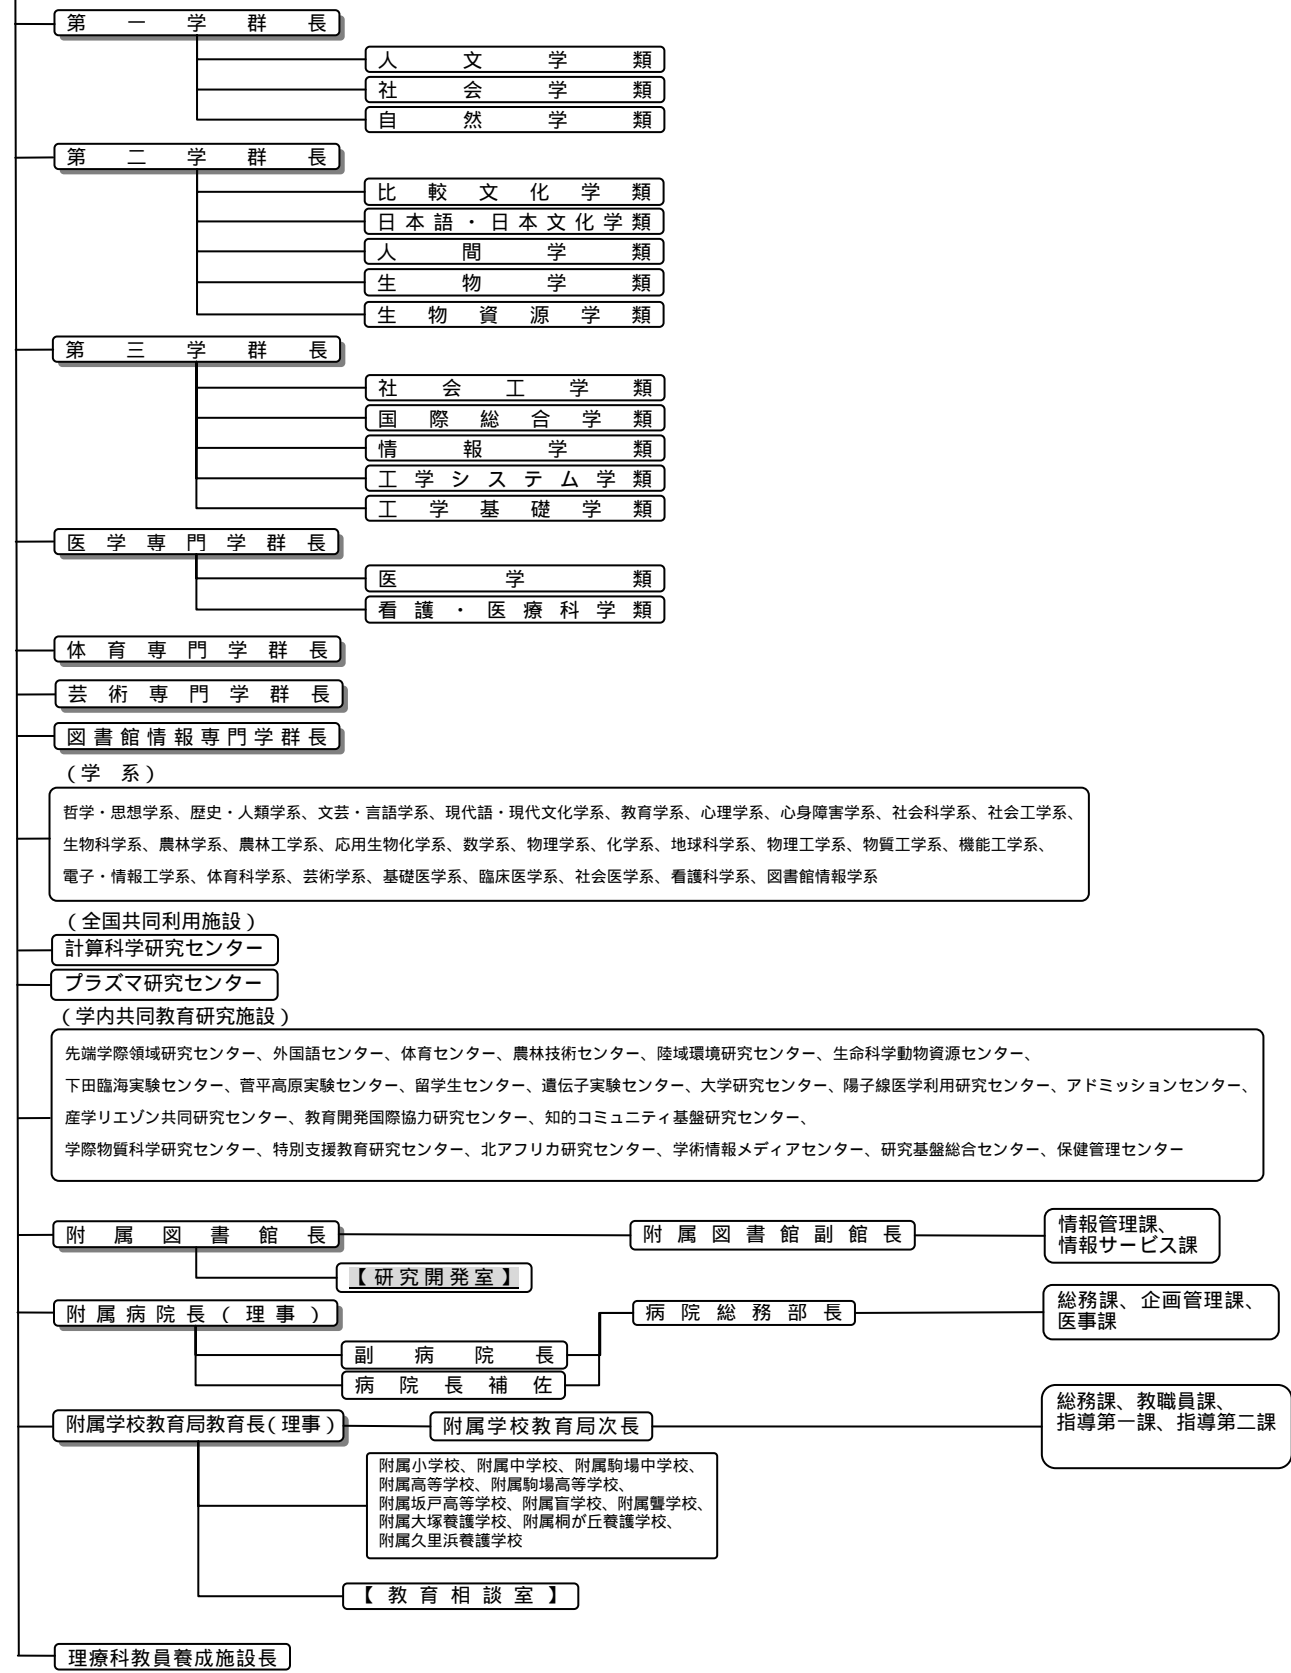 第一学群長
人文学類
社会学類
自然学類
第二学群長
比較文化学類
日本語・日本文化学類
人間学類
生物学類
生物資源学類
第三学群長
社会工学類
国際総合学類
情報学類
工学システム学類
工学基礎学類
医学専門学群長
医学類
看護・医療科学類
体育専門学群長
芸術専門学群長
図書館情報専門学群長
(学　系)
哲学・思想学系、歴史・人類学系、文芸・言語学系、現代語・現代文化学系、教育学系、心理学系、心身障害学系、社会科学系、社会工学系、
生物科学系、農林学系、農林工学系、応用生物化学系、数学系、物理学系、化学系、地球科学系、物理工学系、物質工学系、機能工学系、
電子・情報工学系、体育科学系、芸術学系、基礎医学系、臨床医学系、社会医学系、看護科学系、図書館情報学系
(全国共同利用施設)
計算科学研究センター
プラズマ研究センター
(学内共同教育研究施設)
先端学際領域研究センター、外国語センター、体育センター、農林技術センター、陸域環境研究センター、生命科学動物資源センター、
下田臨海実験センター、菅平高原実験センター、留学生センター、遺伝子実験センター、大学研究センター、陽子線医学利用研究センター、アドミッションセンター、
産学リエゾン共同研究センター、教育開発国際協力研究センター、知的コミュニティ基盤研究センター、
学際物質科学研究センター、特別支援教育研究センター、北アフリカ研究センター、学術情報メディアセンター、研究基盤総合センター、保健管理センター
附属図書館長
附属図書館副館長
情報管理課、
情報サービス課
【研究開発室】
附属病院長(理事)
病院総務部長
総務課、企画管理課、
医事課
副病院長
病院長補佐
附属学校教育局教育長(理事)
附属学校教育局次長
総務課、教職員課、
指導第一課、指導第二課
附属小学校、附属中学校、附属駒場中学校、
附属高等学校、附属駒場高等学校、
附属坂戸高等学校、附属盲学校、附属聾学校、
附属大塚養護学校、附属桐が丘養護学校、
附属久里浜養護学校
【教育相談室】
理療科教員養成施設長